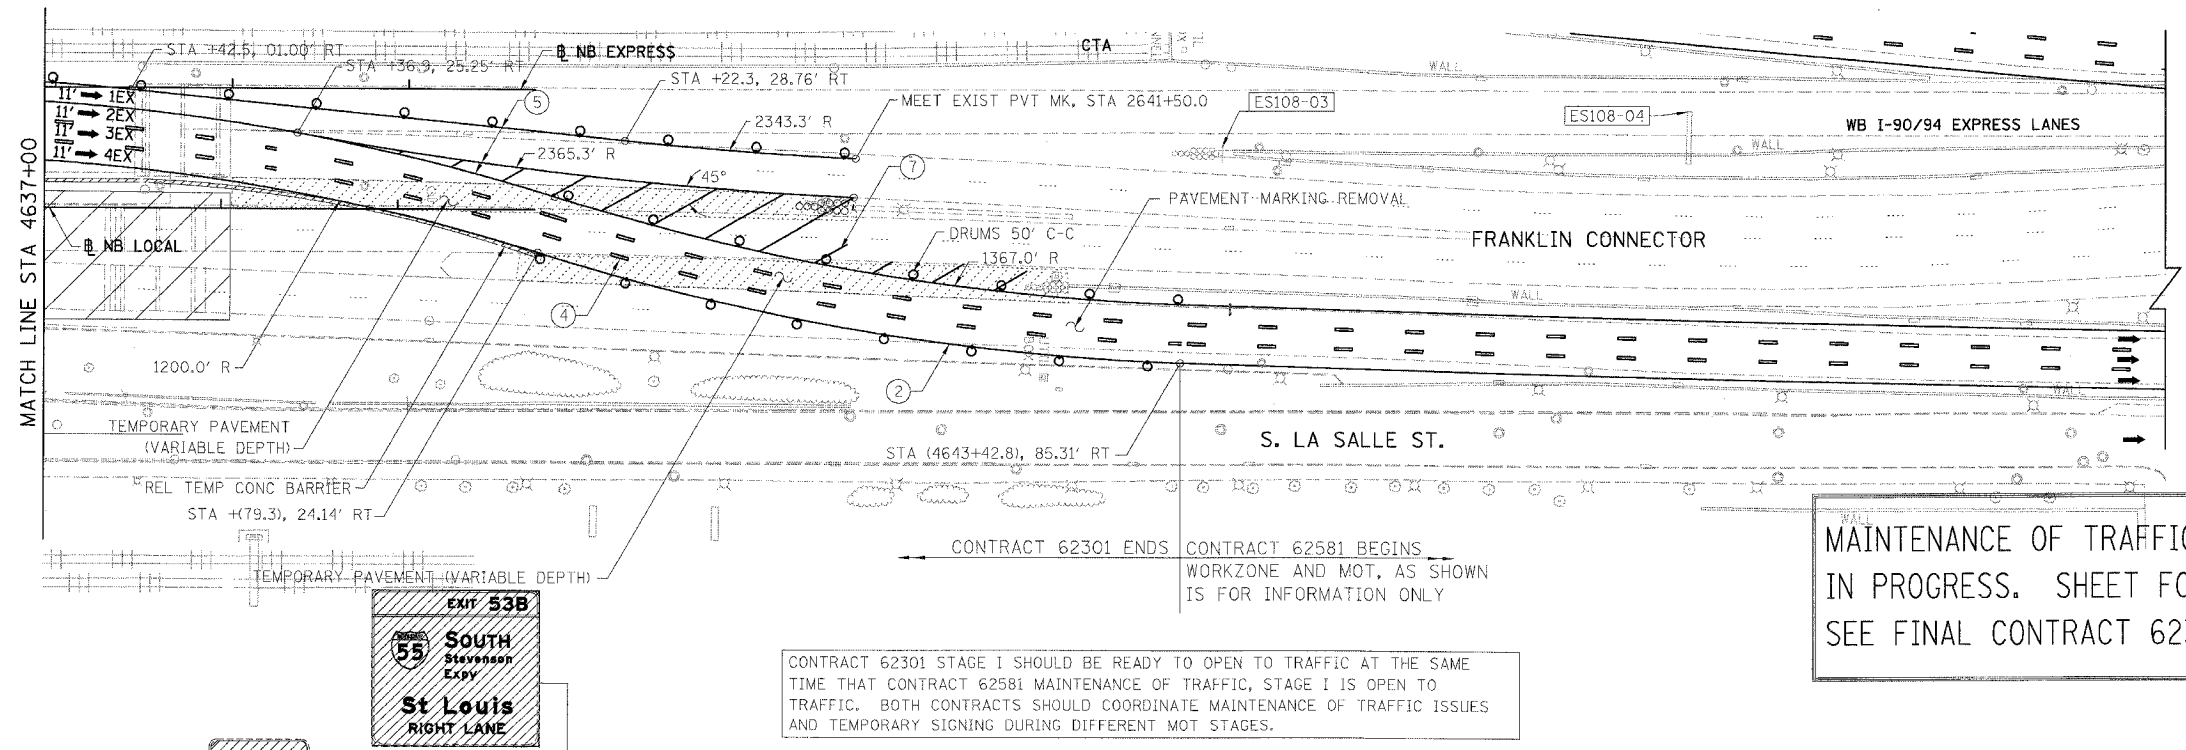 STA +42.5, 01.00' RT
℄ NB EXPRESS
CTA
STA +36.9, 25.25' RT
STA +22.3, 28.76' RT
WALL
11' 1EX
11' 2EX
11' 3EX
11' 4EX
5
MEET EXIST PVT MK, STA 2641+50.0
ES108-03
ES108-04
WB I-90/94 EXPRESS LANES
2343.3' R
2365.3' R
WALL
45°
7
PAVEMENT MARKING REMOVAL
MATCH LINE STA 4637+00
℄ NB LOCAL
DRUMS 50' C-C
FRANKLIN CONNECTOR
1367.0' R
WALL
4
1200.0' R
2
WALL
TEMPORARY PAVEMENT
(VARIABLE DEPTH)
S. LA SALLE ST.
STA (4643+42.8), 85.31' RT
REL TEMP CONC BARRIER
STA +(79.3), 24.14' RT
WALL
MAINTENANCE OF TRAFFIC
IN PROGRESS. SHEET FO
SEE FINAL CONTRACT 623
CONTRACT 62301 ENDS
CONTRACT 62581 BEGINS
WORKZONE AND MOT, AS SHOWN
IS FOR INFORMATION ONLY
TEMPORARY PAVEMENT (VARIABLE DEPTH)
EXIT 53B
55 SOUTH
Stevenson
Expy
St Louis
RIGHT LANE
CONTRACT 62301 STAGE I SHOULD BE READY TO OPEN TO TRAFFIC AT THE SAME
TIME THAT CONTRACT 62581 MAINTENANCE OF TRAFFIC, STAGE I IS OPEN TO
TRAFFIC. BOTH CONTRACTS SHOULD COORDINATE MAINTENANCE OF TRAFFIC ISSUES
AND TEMPORARY SIGNING DURING DIFFERENT MOT STAGES.